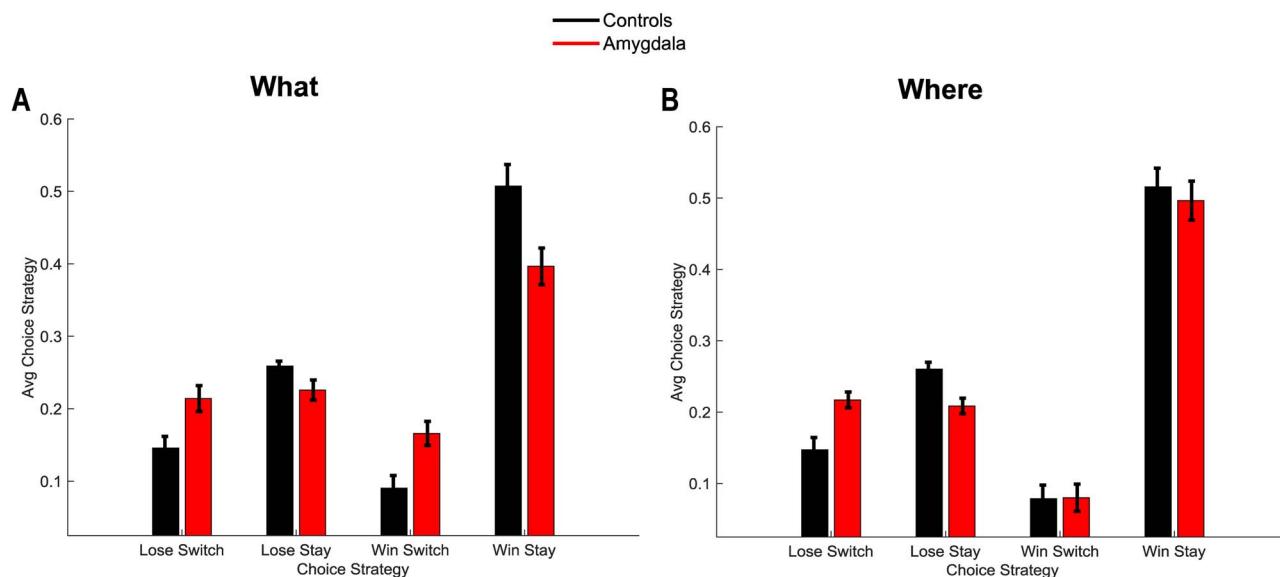 Controls
Amygdala
A
What
0.6
0.5
0.4
0.3
0.2
0.1
Avg Choice Strategy
Lose Switch
Lose Stay
Win Switch
Win Stay
Choice Strategy
B
Where
0.6
0.5
0.4
0.3
0.2
0.1
Avg Choice Strategy
Lose Switch
Lose Stay
Win Switch
Win Stay
Choice Strategy